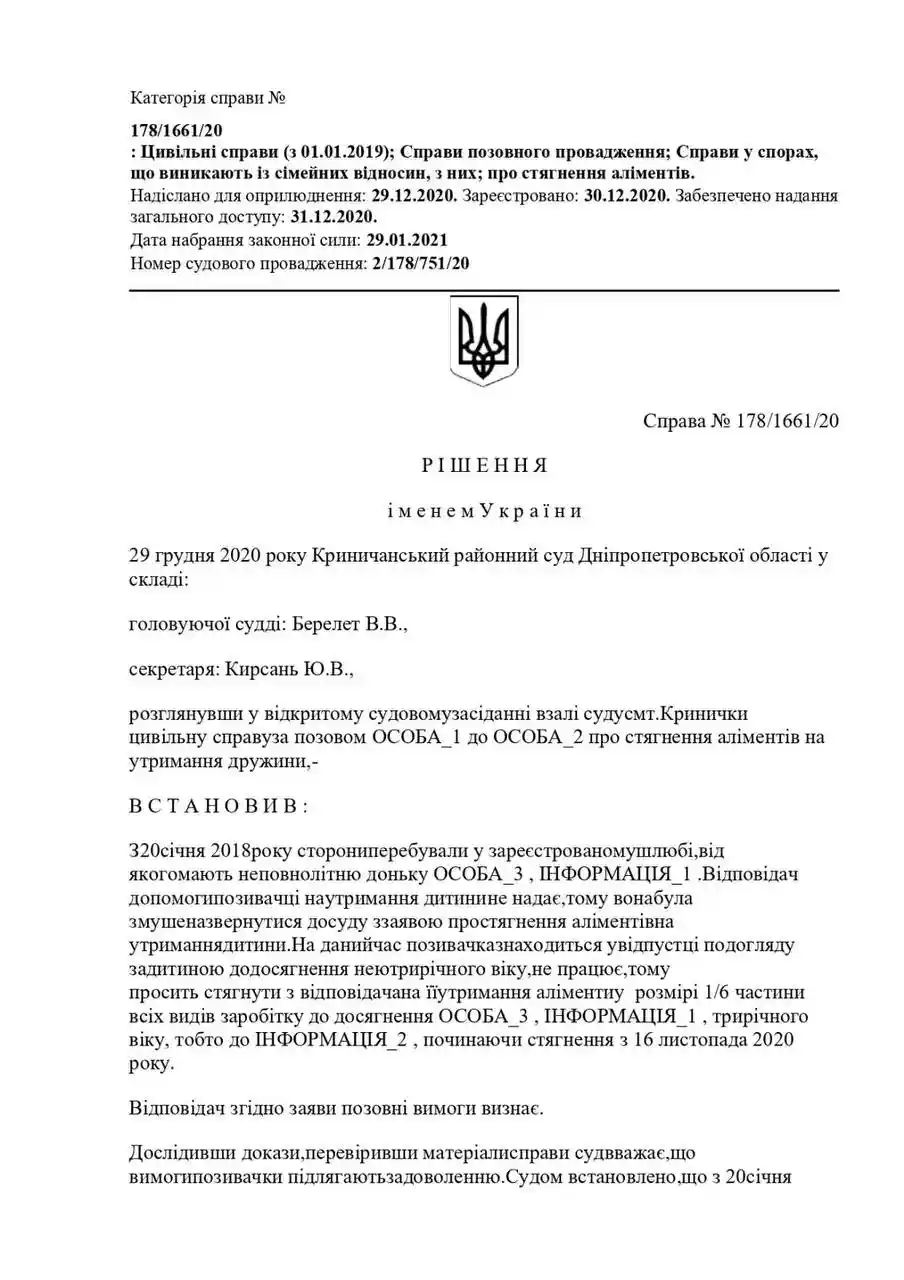 Категорія справи №
178/1661/20
: Цивільні справи (з 01.01.2019); Справи позовного провадження; Справи у спорах,
що виникають із сімейних відносин, з них; про стягнення аліментів.
Надіслано для оприлюднення: 29.12.2020. Зареєстровано: 30.12.2020. Забезпечено надання
загального доступу: 31.12.2020.
Дата набрання законної сили: 29.01.2021
Номер судового провадження: 2/178/751/20
Справа № 178/1661/20
Р І Ш Е Н Н Я
і м е н е м У к р а ї н и
29 грудня 2020 року Криничанський районний суд Дніпропетровської області у
складі:
головуючої судді: Берелет В.В.,
секретаря: Кирсань Ю.В.,
розглянувши у відкритому судовомузасіданні взалі судусмт.Кринички
цивільну справуза позовом ОСОБА_1 до ОСОБА_2 про стягнення аліментів на
утримання дружини,-
В С Т А Н О В И В :
З20січня 2018року сторониперебували у зареєстрованомушлюбі,від
якогомають неповнолітню доньку ОСОБА_3 , ІНФОРМАЦІЯ_1 .Відповідач
допомогипозивачці наутримання дитинине надає,тому вонабула
змушеназвернутися досуду ззаявою простягнення аліментівна
утриманнядитини.На данийчас позивачказнаходиться увідпустці подогляду
задитиною додосягнення неютрирічного віку,не працює,тому
просить стягнути з відповідачана їїутримання аліментиу розмірі 1/6 частини
всіх видів заробітку до досягнення ОСОБА_3 , ІНФОРМАЦІЯ_1 , трирічного
віку, тобто до ІНФОРМАЦІЯ_2 , починаючи стягнення з 16 листопада 2020
року.
Відповідач згідно заяви позовні вимоги визнає.
Дослідивши докази,перевіривши матеріалисправи судвважає,що
вимогипозивачки підлягаютьзадоволенню.Судом встановлено,що з 20січня